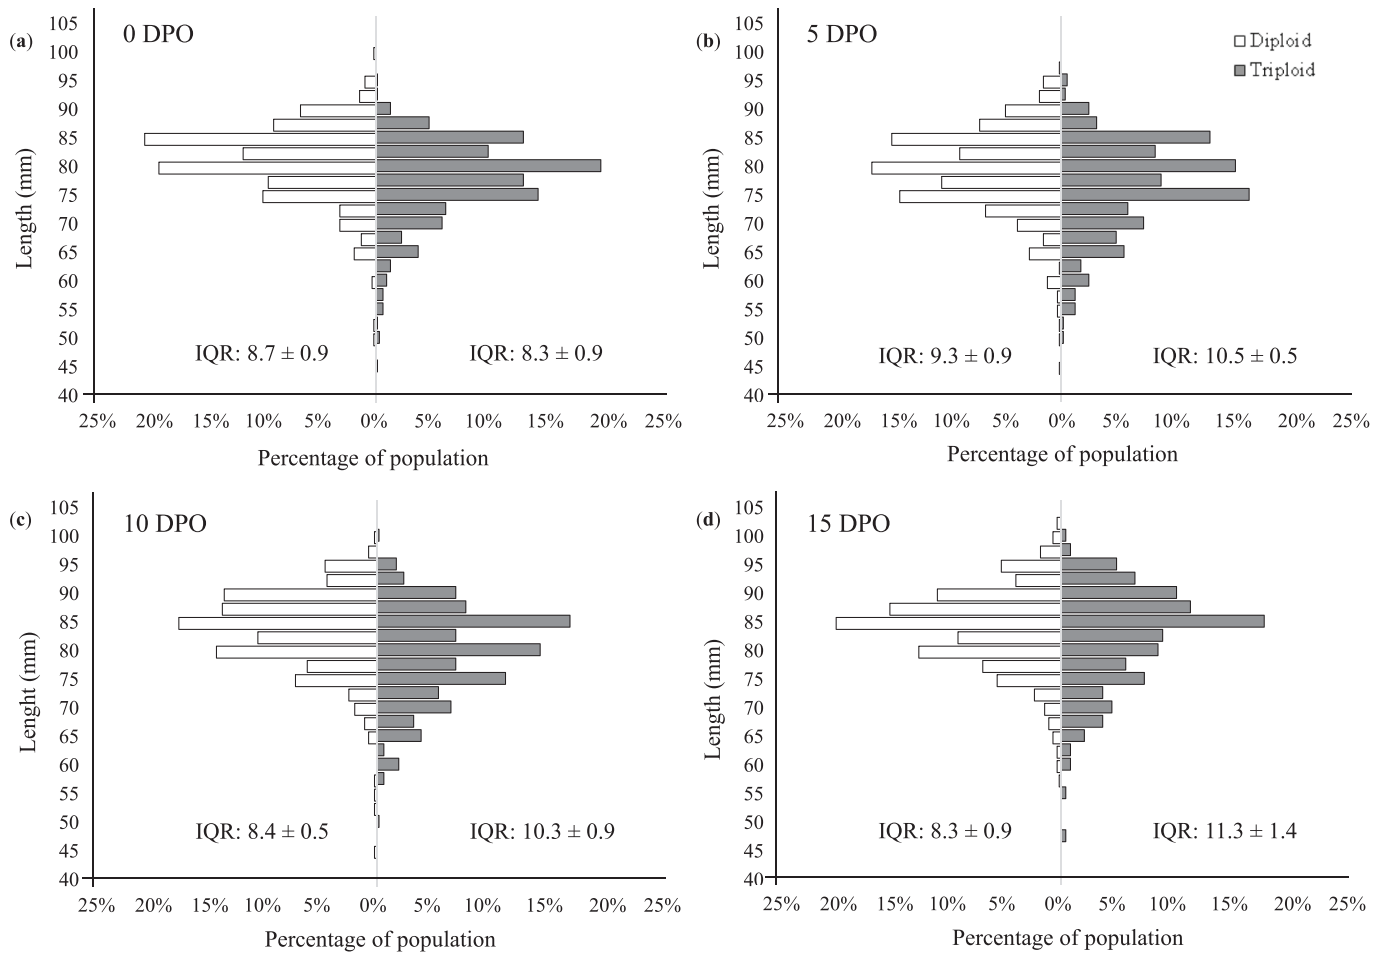 (a)
0 DPO
105
100
95
90
85
80
75
70
65
60
55
50
45
40
Length (mm)
IQR: 8.7 ± 0.9
IQR: 8.3 ± 0.9
25% 20% 15% 10% 5% 0% 5% 10% 15% 20% 25%
Percentage of population
(b)
5 DPO
Diploid
Triploid
105
100
95
90
85
80
75
70
65
60
55
50
45
40
Length (mm)
IQR: 9.3 ± 0.9
IQR: 10.5 ± 0.5
25% 20% 15% 10% 5% 0% 5% 10% 15% 20% 25%
Percentage of population
(c)
10 DPO
105
100
95
90
85
80
75
70
65
60
55
50
45
40
Lenght (mm)
IQR: 8.4 ± 0.5
IQR: 10.3 ± 0.9
25% 20% 15% 10% 5% 0% 5% 10% 15% 20% 25%
Percentage of population
(d)
15 DPO
105
100
95
90
85
80
75
70
65
60
55
50
45
40
Length (mm)
IQR: 8.3 ± 0.9
IQR: 11.3 ± 1.4
25% 20% 15% 10% 5% 0% 5% 10% 15% 20% 25%
Percentage of population